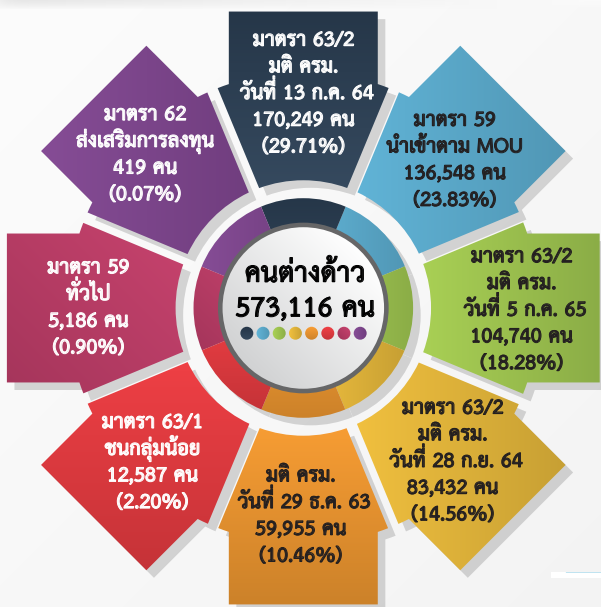 มาตรา 63/2
มติ ครม.
วันที่ 13 ก.ค. 64
170,249 คน
(29.71%)
มาตรา 59
นำเข้าตาม MOU
136,548 คน
(23.83%)
มาตรา 63/2
มติ ครม.
วันที่ 5 ก.ค. 65
104,740 คน
(18.28%)
มาตรา 63/2
มติ ครม.
วันที่ 28 ก.ย. 64
83,432 คน
(14.56%)
มติ ครม.
วันที่ 29 ธ.ค. 63
59,955 คน
(10.46%)
มาตรา 63/1
ชนกลุ่มน้อย
12,587 คน
(2.20%)
มาตรา 59
ทั่วไป
5,186 คน
(0.90%)
มาตรา 62
ส่งเสริมการลงทุน
419 คน
(0.07%)
คนต่างด้าว
573,116 คน